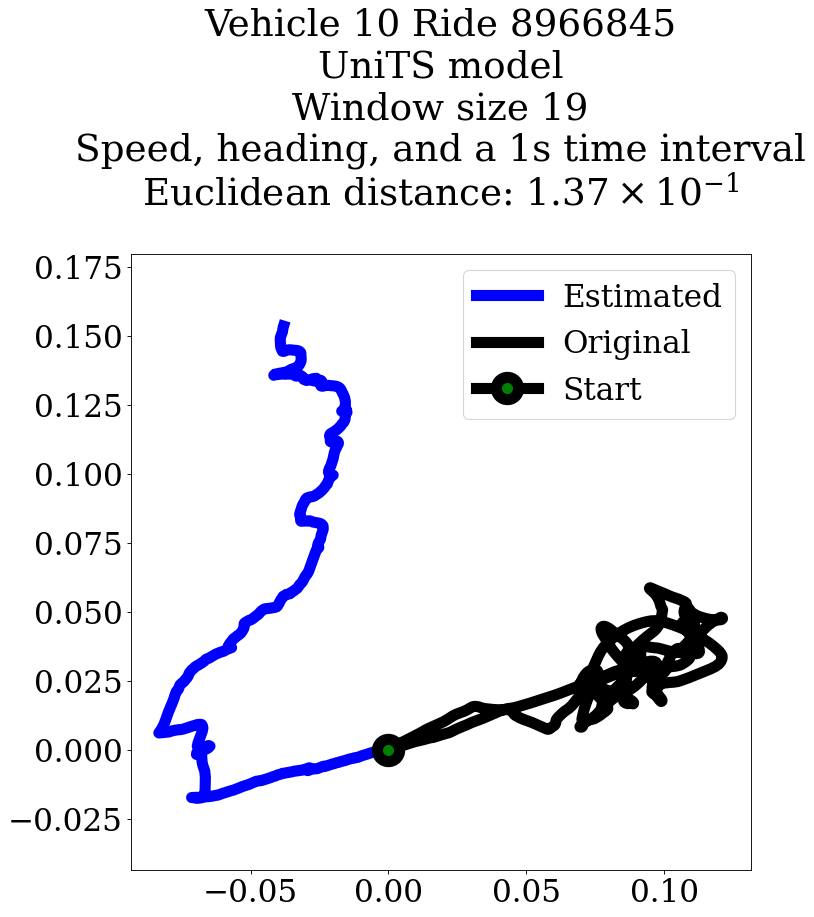 Vehicle 10 Ride 8966845
UniTS model
Window size 19
Speed, heading, and a 1s time interval
Euclidean distance: 1.37 × 10⁻¹
0.175
0.150
0.125
0.100
0.075
0.050
0.025
0.000
−0.025
Estimated
Original
Start
−0.05
0.00
0.05
0.10